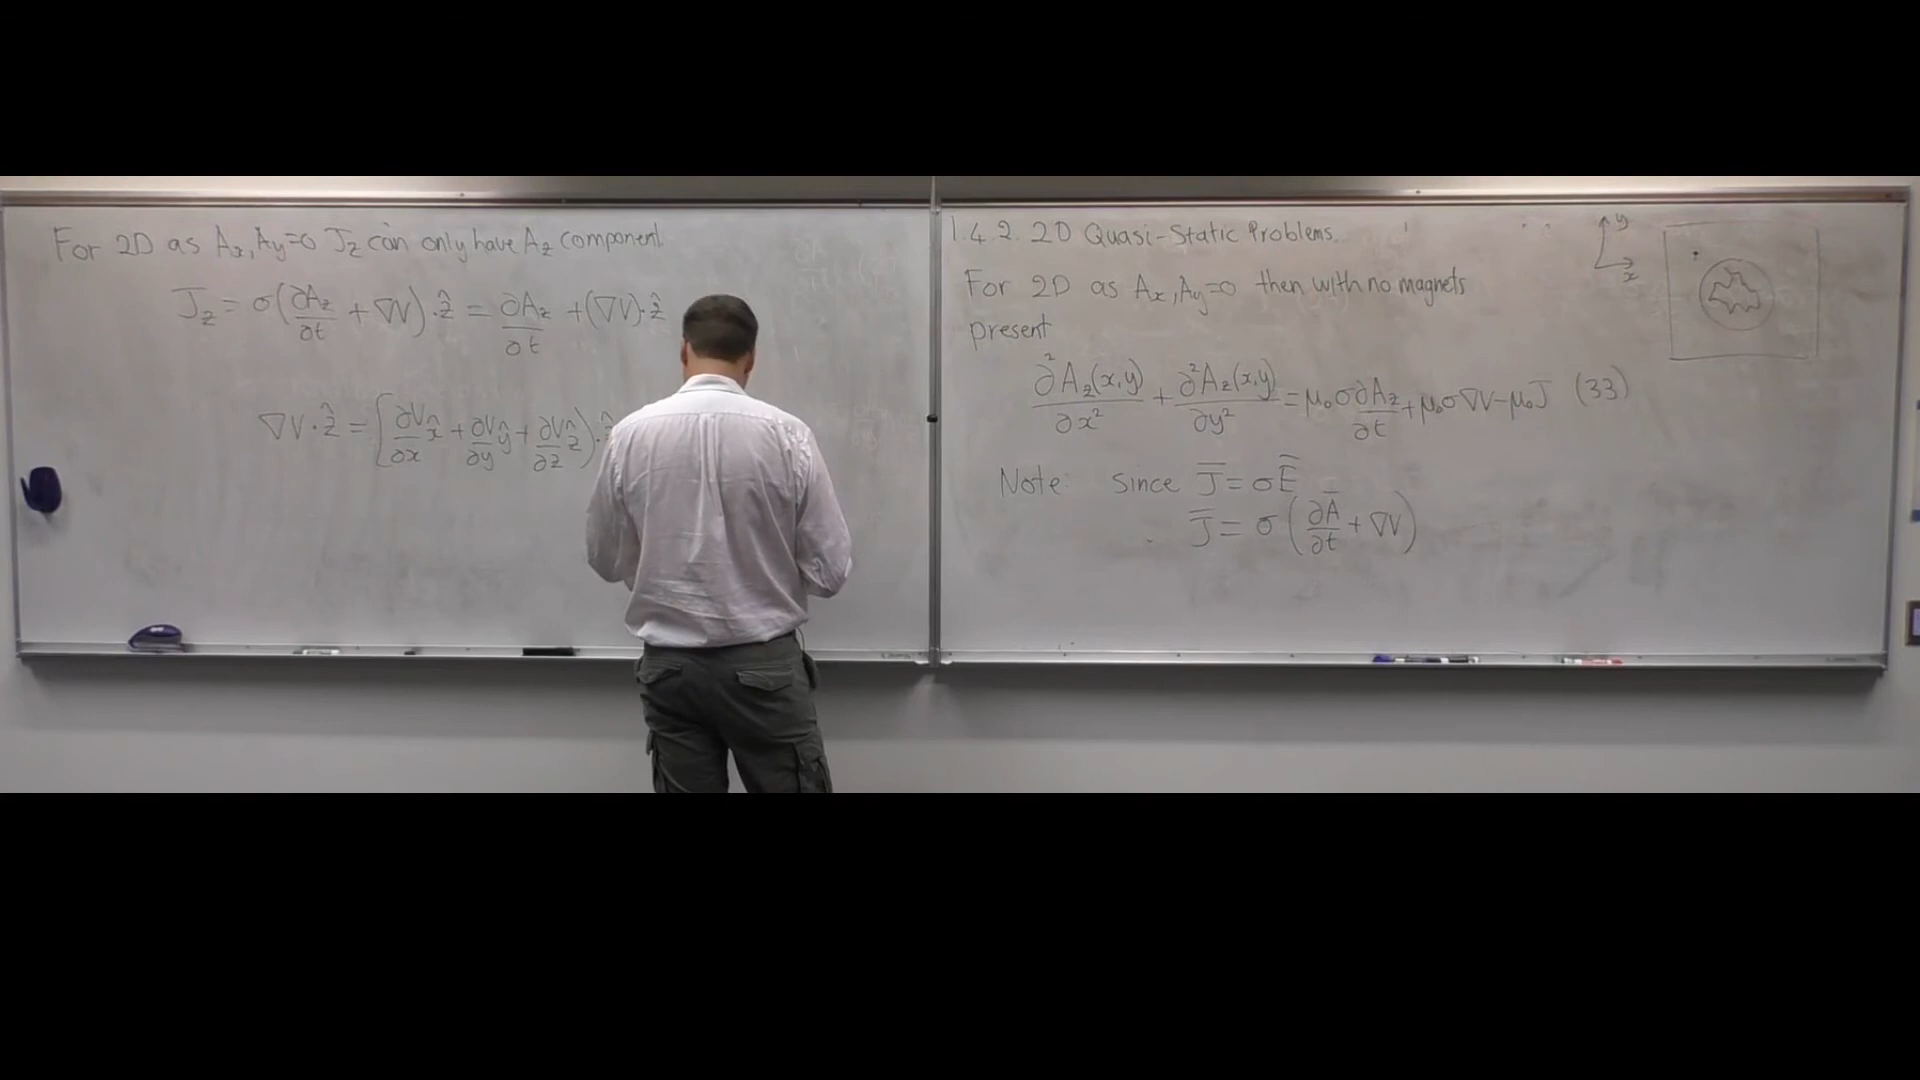 For 2D as Ax, Ay=0 Jz can only have Az component
Jz = σ(∂Az/∂t + ∇V)·ẑ = ∂Az/∂t + (∇V)·ẑ
∇V·ẑ = [∂V/∂x x̂ + ∂V/∂y ŷ + ∂V/∂z ẑ)·ẑ
1.4.2. 2D Quasi-Static Problems
For 2D as Ax, Ay=0 then with no magnets
present
∂²Az(x,y)/∂x² + ∂²Az(x,y)/∂y² = μ₀σ∂Az/∂t + μ₀σ∇V-μ₀J (33)
Note: Since J̅ = σE̅
J̅ = σ(∂A̅/∂t + ∇V)
y
x